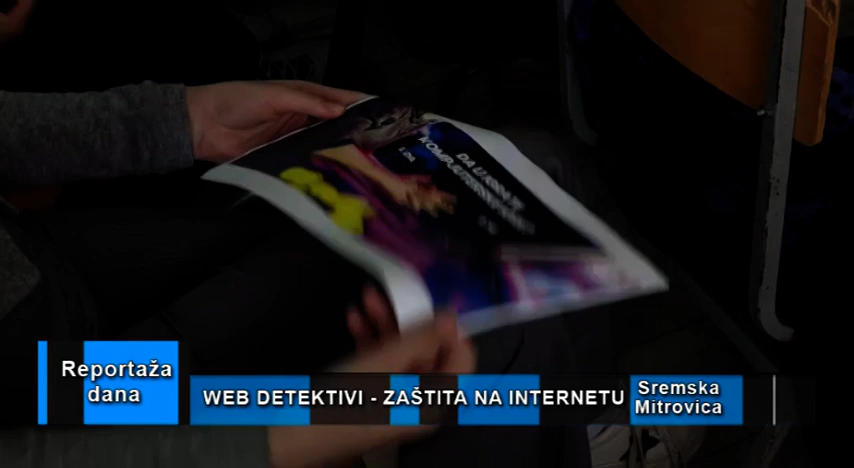 Reportaža
dana
WEB DETEKTIVI - ZAŠTITA NA INTERNETU
Sremska
Mitrovica